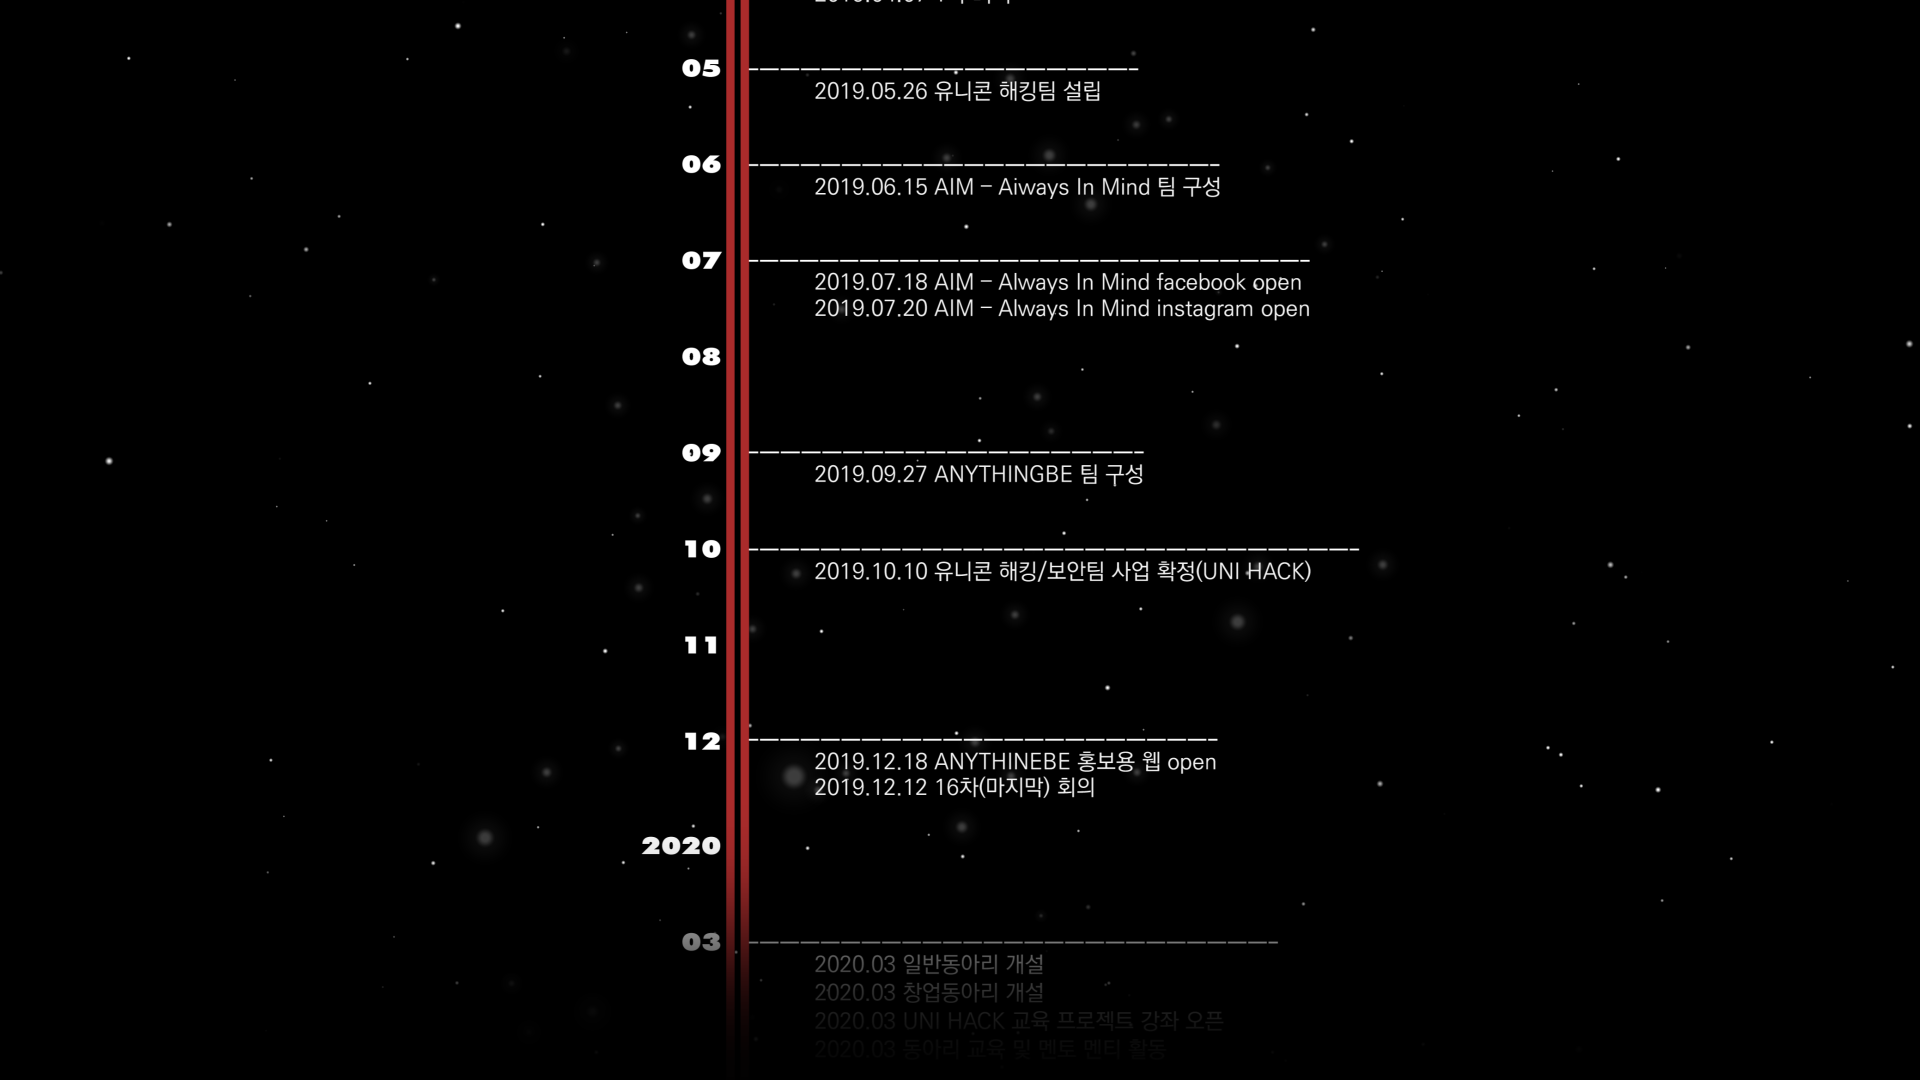 05
2019.05.26 유니콘 해킹팀 설립
06
2019.06.15 AIM – Aiways In Mind 팀 구성
07
2019.07.18 AIM – Always In Mind facebook open
2019.07.20 AIM – Always In Mind instagram open
08
09
2019.09.27 ANYTHINGBE 팀 구성
10
2019.10.10 유니콘 해킹/보안팀 사업 확정(UNI HACK)
11
12
2019.12.18 ANYTHINEBE 홍보용 웹 open
2019.12.12 16차(마지막) 회의
2020
03
2020.03 일반동아리 개설
2020.03 창업동아리 개설
2020.03 UNI HACK 교육 프로젝트 강좌 오픈
2020.03 동아리 교육 및 멘토 멘티 활동